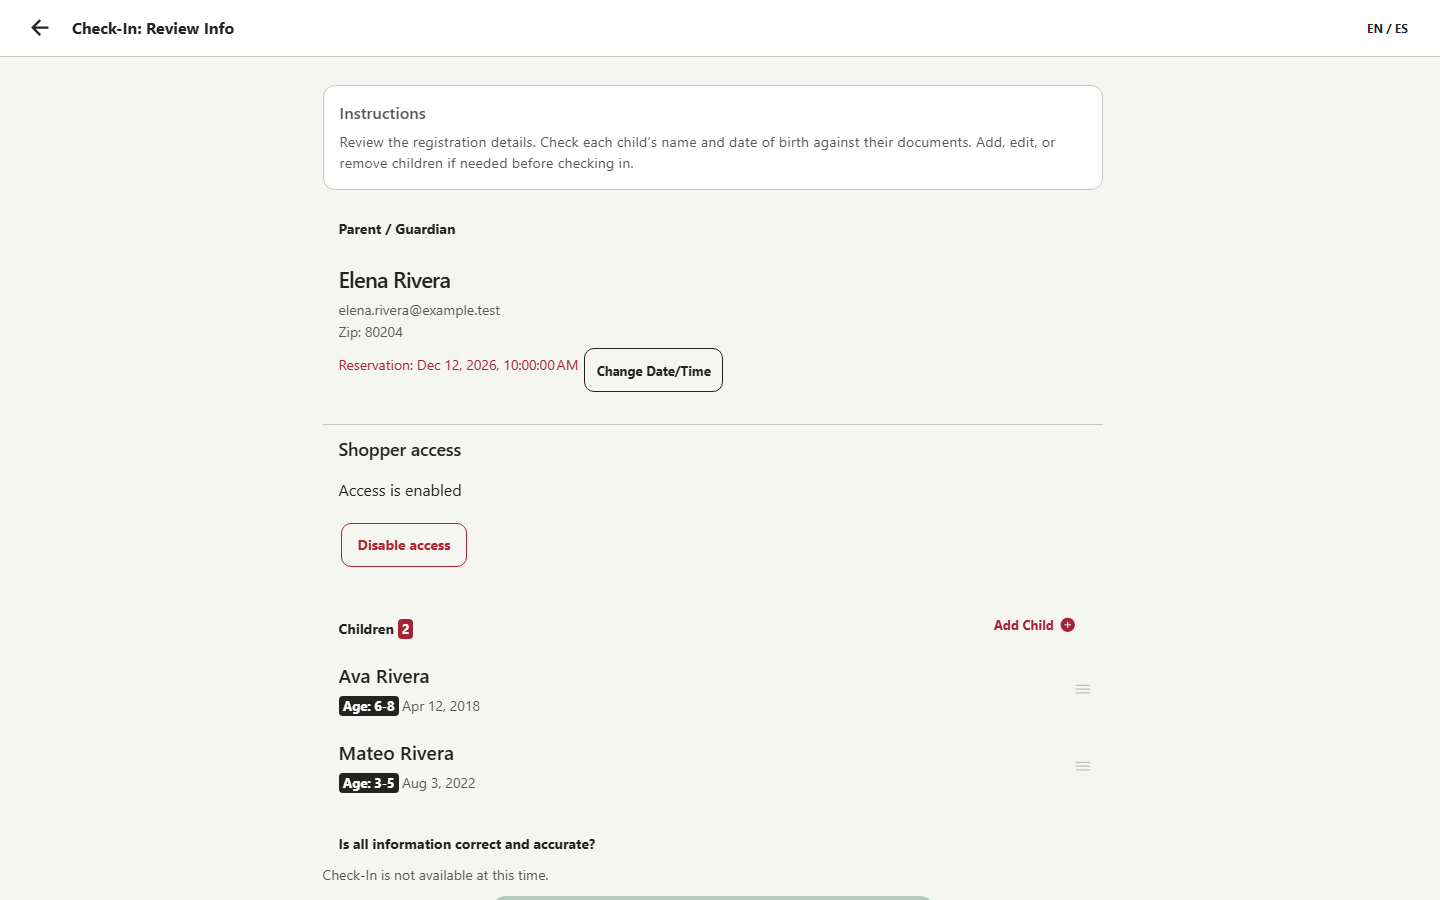 Check-In: Review Info
EN / ES
Instructions
Review the registration details. Check each child’s name and date of birth against their documents. Add, edit, or
remove children if needed before checking in.
Parent / Guardian
Elena Rivera
elena.rivera@example.test
Zip: 80204
Reservation: Dec 12, 2026, 10:00:00 AM
Change Date/Time
Shopper access
Access is enabled
Disable access
Children 2
Add Child
Ava Rivera
Age: 6-8 Apr 12, 2018
Mateo Rivera
Age: 3-5 Aug 3, 2022
Is all information correct and accurate?
Check-In is not available at this time.